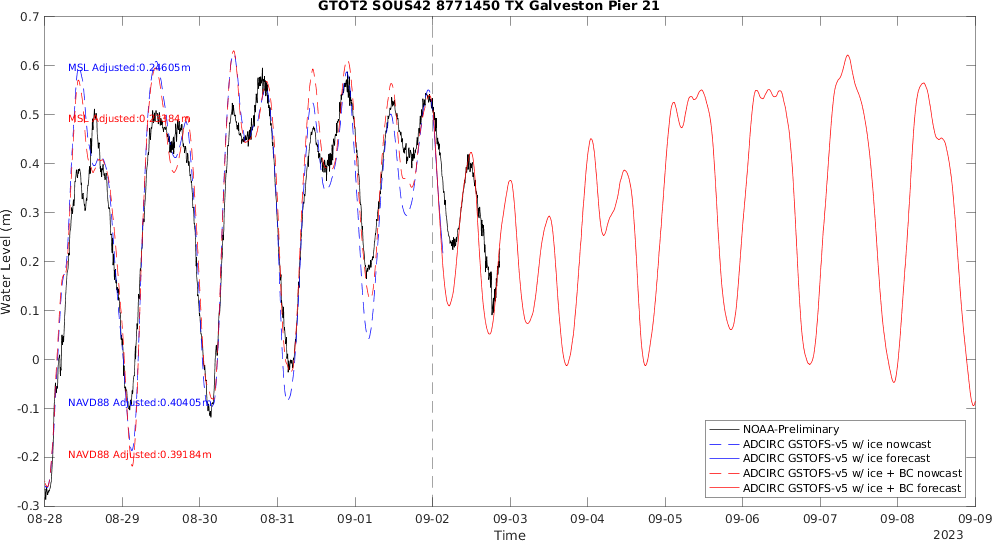 GTOT2 SOUS42 8771450 TX Galveston Pier 21
0.7
0.6
0.5
0.4
0.3
0.2
0.1
0
-0.1
-0.2
-0.3
Water Level (m)
MSL Adjusted:0.24605m
MSL Adjusted:
NAVD88 Adjusted:0.40405m
NAVD88 Adjusted:0.39184m
NOAA-Preliminary
ADCIRC GSTOFS-v5 w/ ice nowcast
ADCIRC GSTOFS-v5 w/ ice forecast
ADCIRC GSTOFS-v5 w/ ice + BC nowcast
ADCIRC GSTOFS-v5 w/ ice + BC forecast
08-28 08-29 08-30 08-31 09-01 09-02 09-03 09-04 09-05 09-06 09-07 09-08 09-09
Time
2023